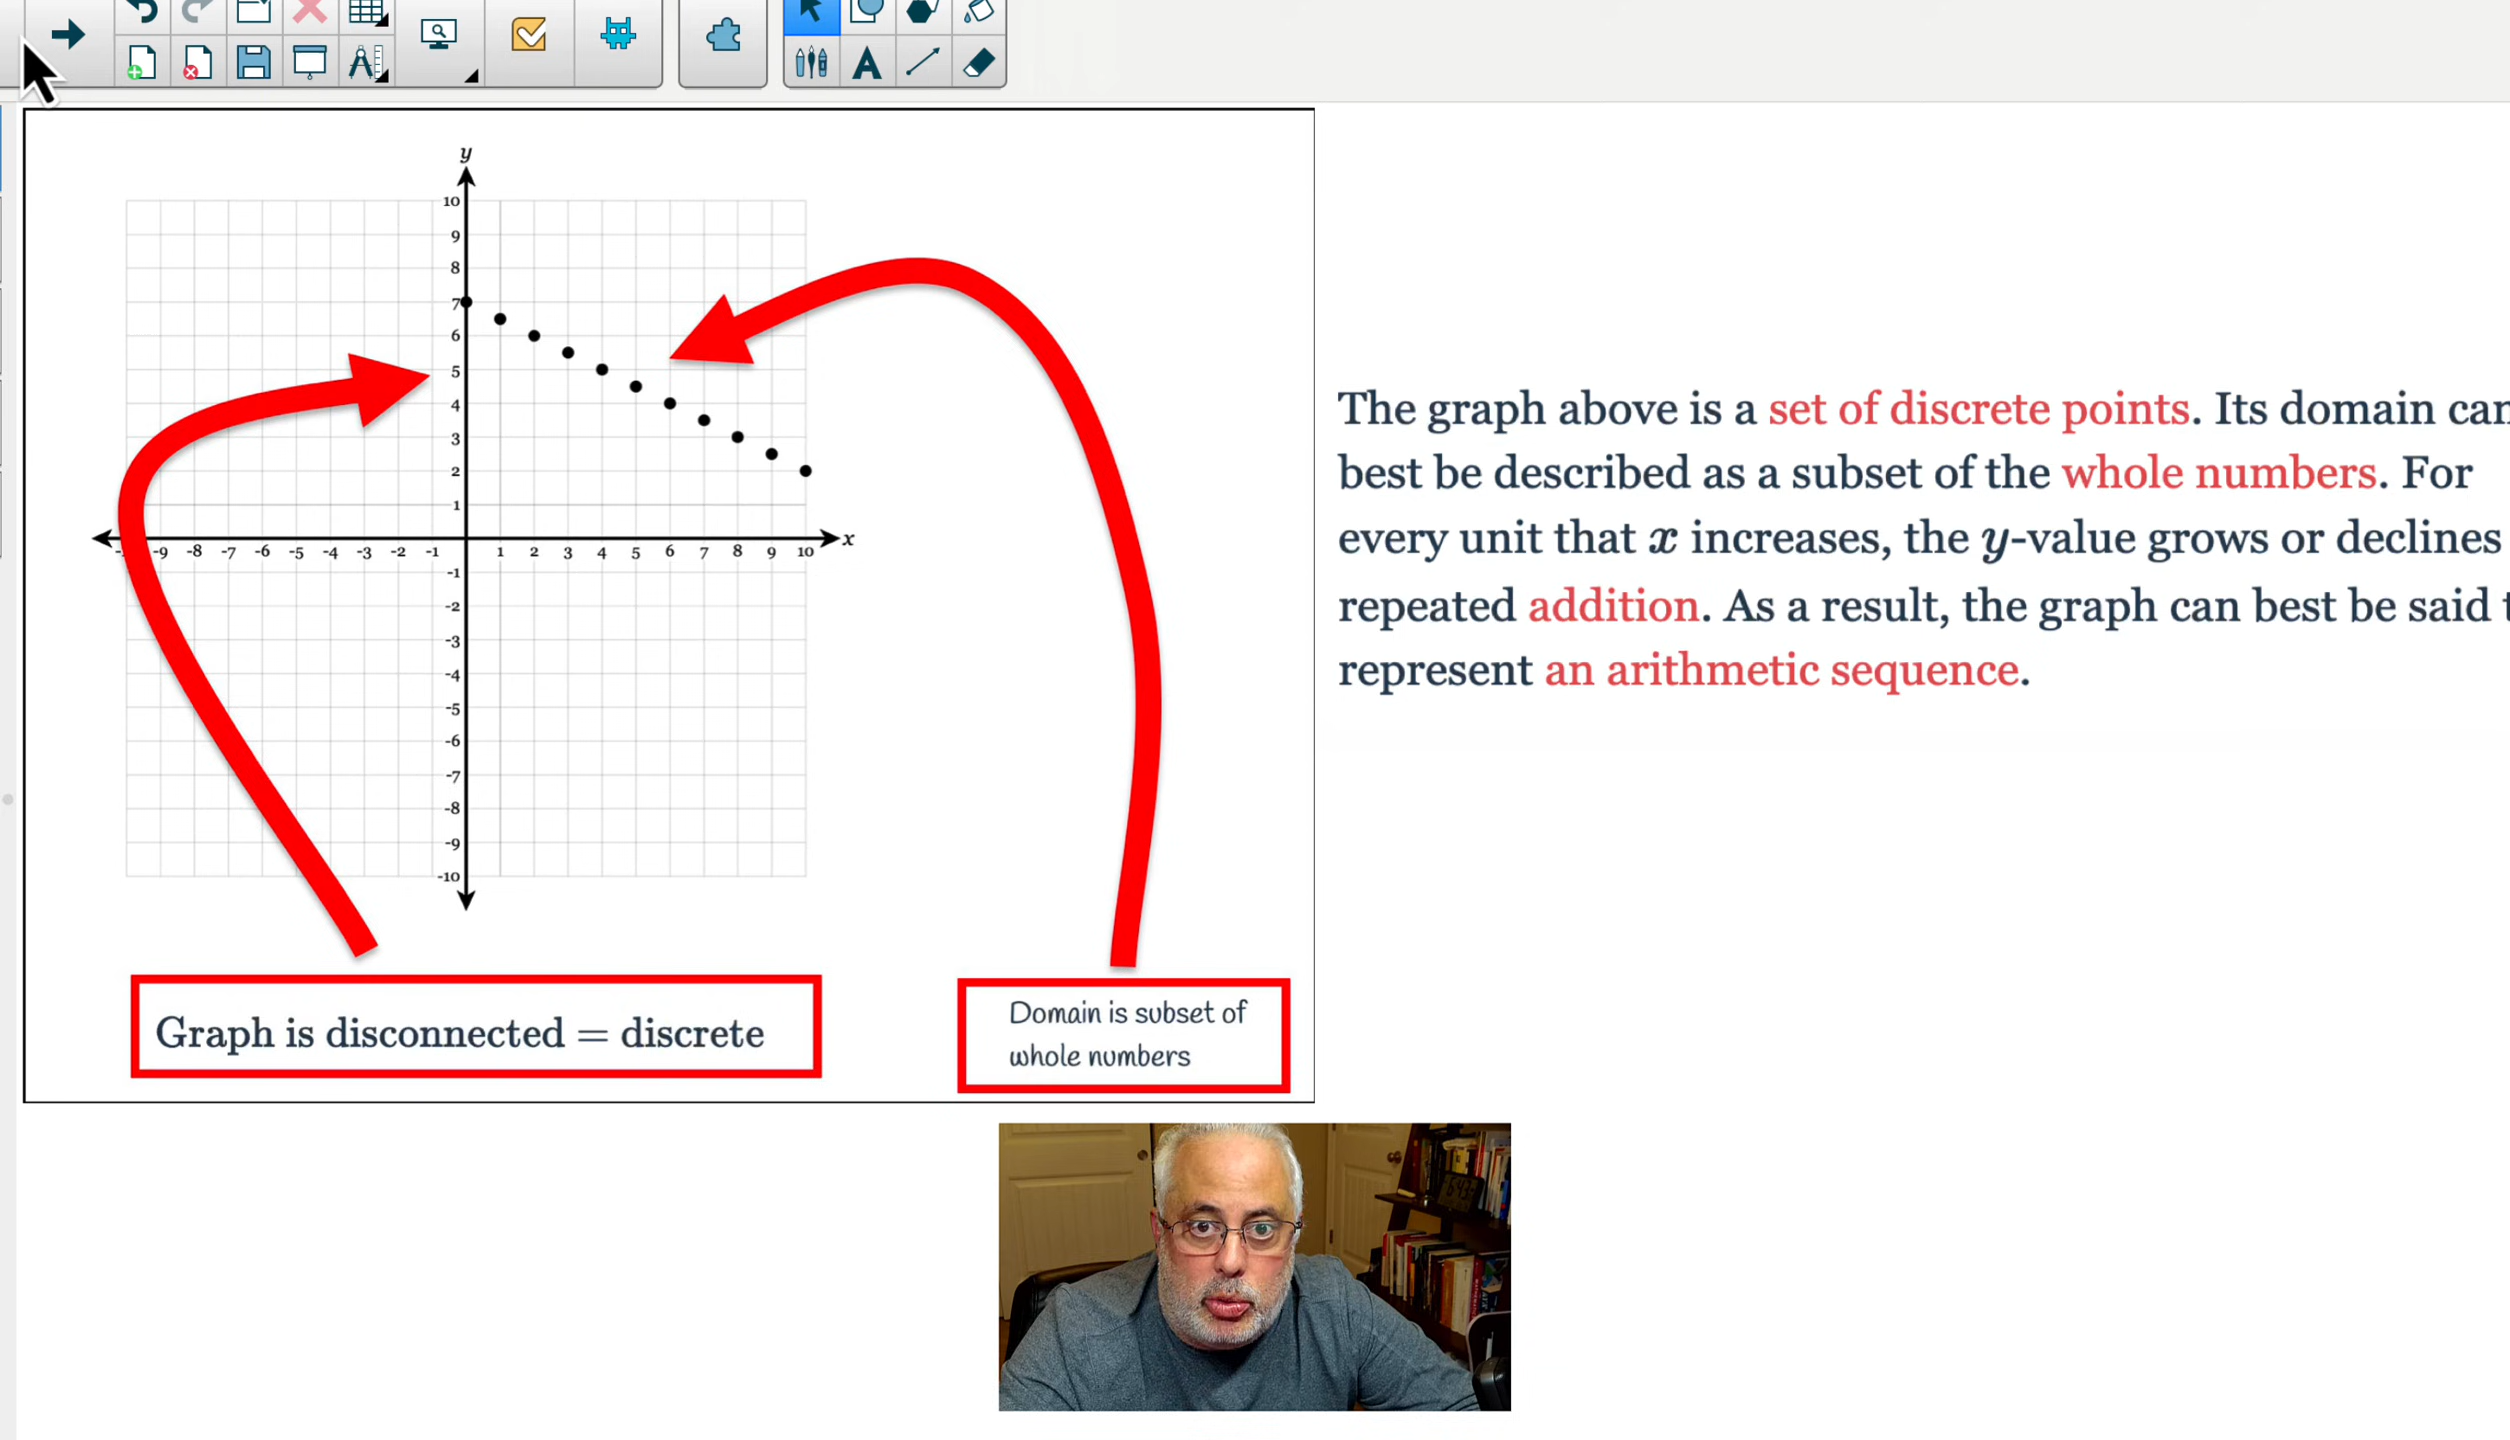 y
10
9
8
7
6
5
4
3
2
1
-9 -8 -7 -6 -5 -4 -3 -2 -1 1 2 3 4 5 6 7 8 9 10 x
-1
-2
-3
-4
-5
-6
-7
-8
-9
-10
Graph is disconnected = discrete
Domain is subset of
whole numbers
The graph above is a set of discrete points. Its domain can
best be described as a subset of the whole numbers. For
every unit that x increases, the y-value grows or declines
repeated addition. As a result, the graph can best be said t
represent an arithmetic sequence.
A